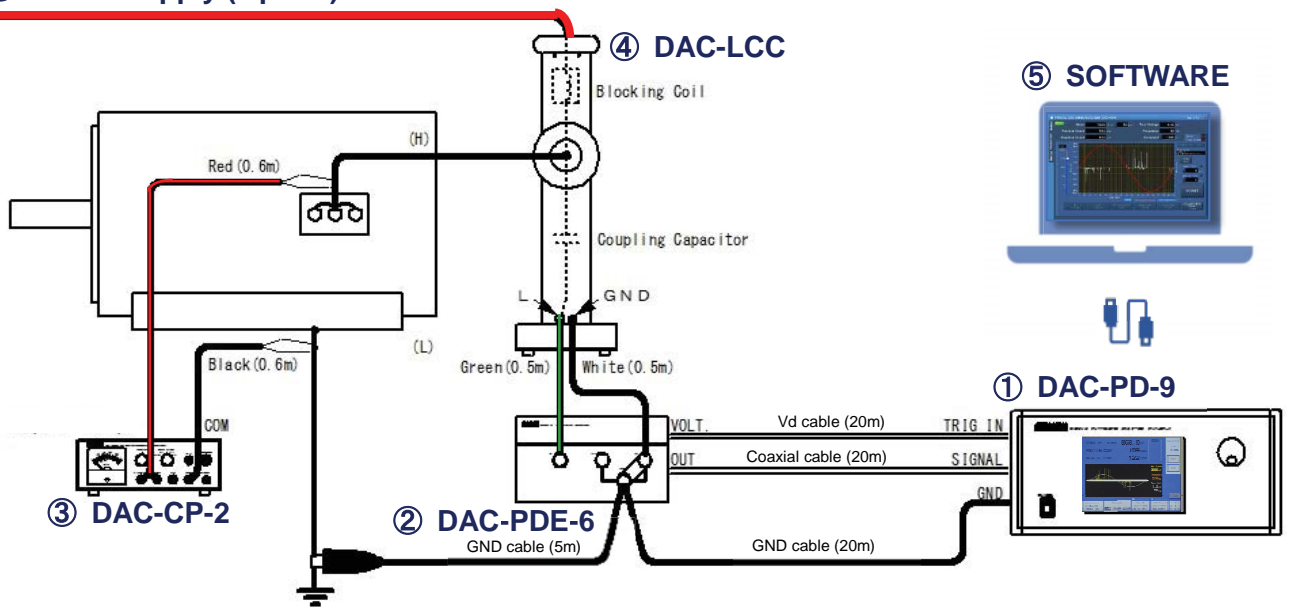 ④ DAC-LCC
⑤ SOFTWARE
Blocking Coil
(H)
Red(0.6m)
Coupling Capacitor
L
GND
(L)
Black(0.6m)
Green(0.5m)
White(0.5m)
① DAC-PD-9
COM
VOLT.
Vd cable (20m)
TRIG IN
OUT
Coaxial cable (20m)
SIGNAL
GND
③ DAC-CP-2
② DAC-PDE-6
GND cable (5m)
GND cable (20m)